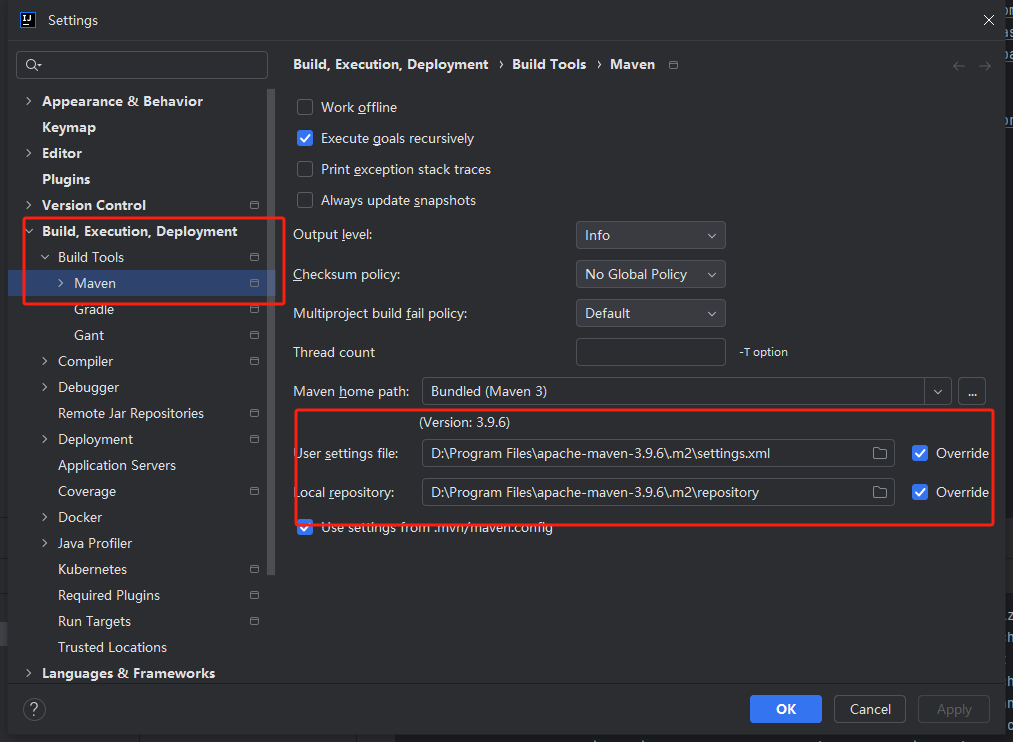 Settings
Build, Execution, Deployment › Build Tools › Maven
Appearance & Behavior
Keymap
Editor
Plugins
Version Control
Build, Execution, Deployment
Build Tools
Maven
Gradle
Gant
Compiler
Debugger
Remote Jar Repositories
Deployment
Application Servers
Coverage
Docker
Java Profiler
Kubernetes
Required Plugins
Run Targets
Trusted Locations
Languages & Frameworks
Work offline
Execute goals recursively
Print exception stack traces
Always update snapshots
Output level: Info
Checksum policy: No Global Policy
Multiproject build fail policy: Default
Thread count -T option
Maven home path: Bundled (Maven 3) ...
(Version: 3.9.6)
User settings file: D:\Program Files\apache-maven-3.9.6\.m2\settings.xml Override
Local repository: D:\Program Files\apache-maven-3.9.6\.m2\repository Override
Use settings from .mvn/maven.config
? OK Cancel Apply